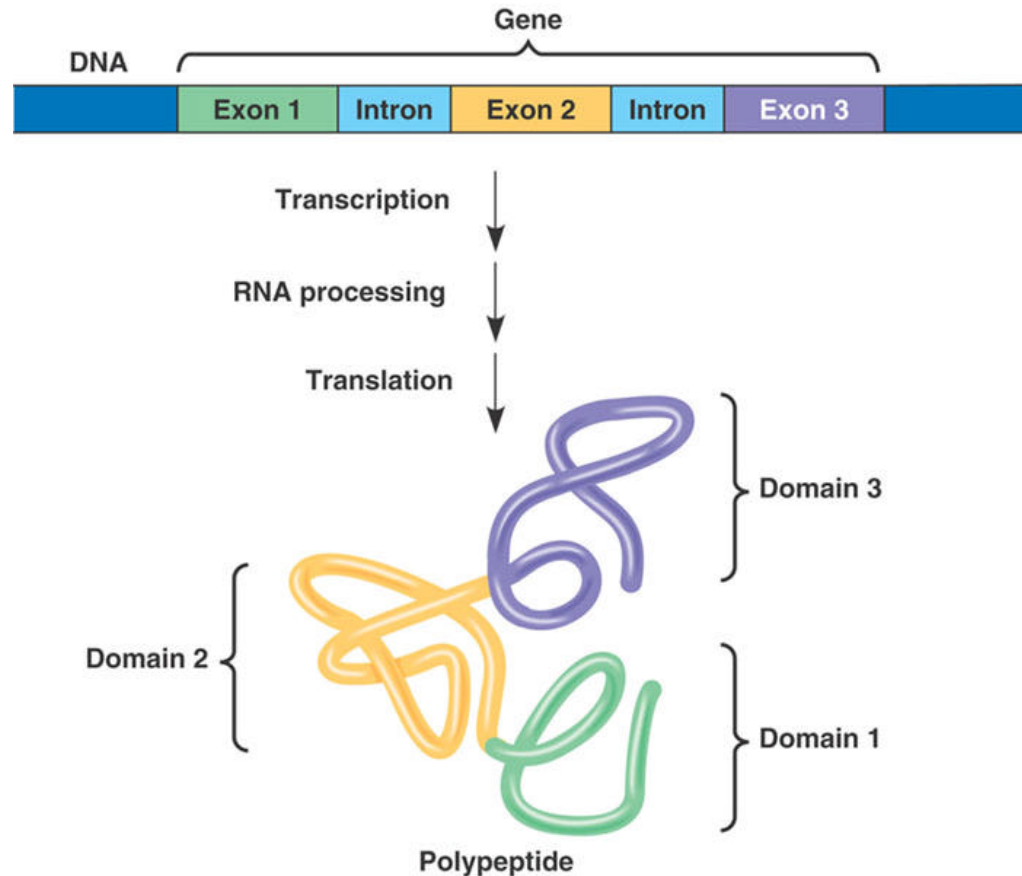 Gene
DNA
Exon 1 Intron Exon 2 Intron Exon 3
Transcription
RNA processing
Translation
Domain 3
Domain 2
Domain 1
Polypeptide